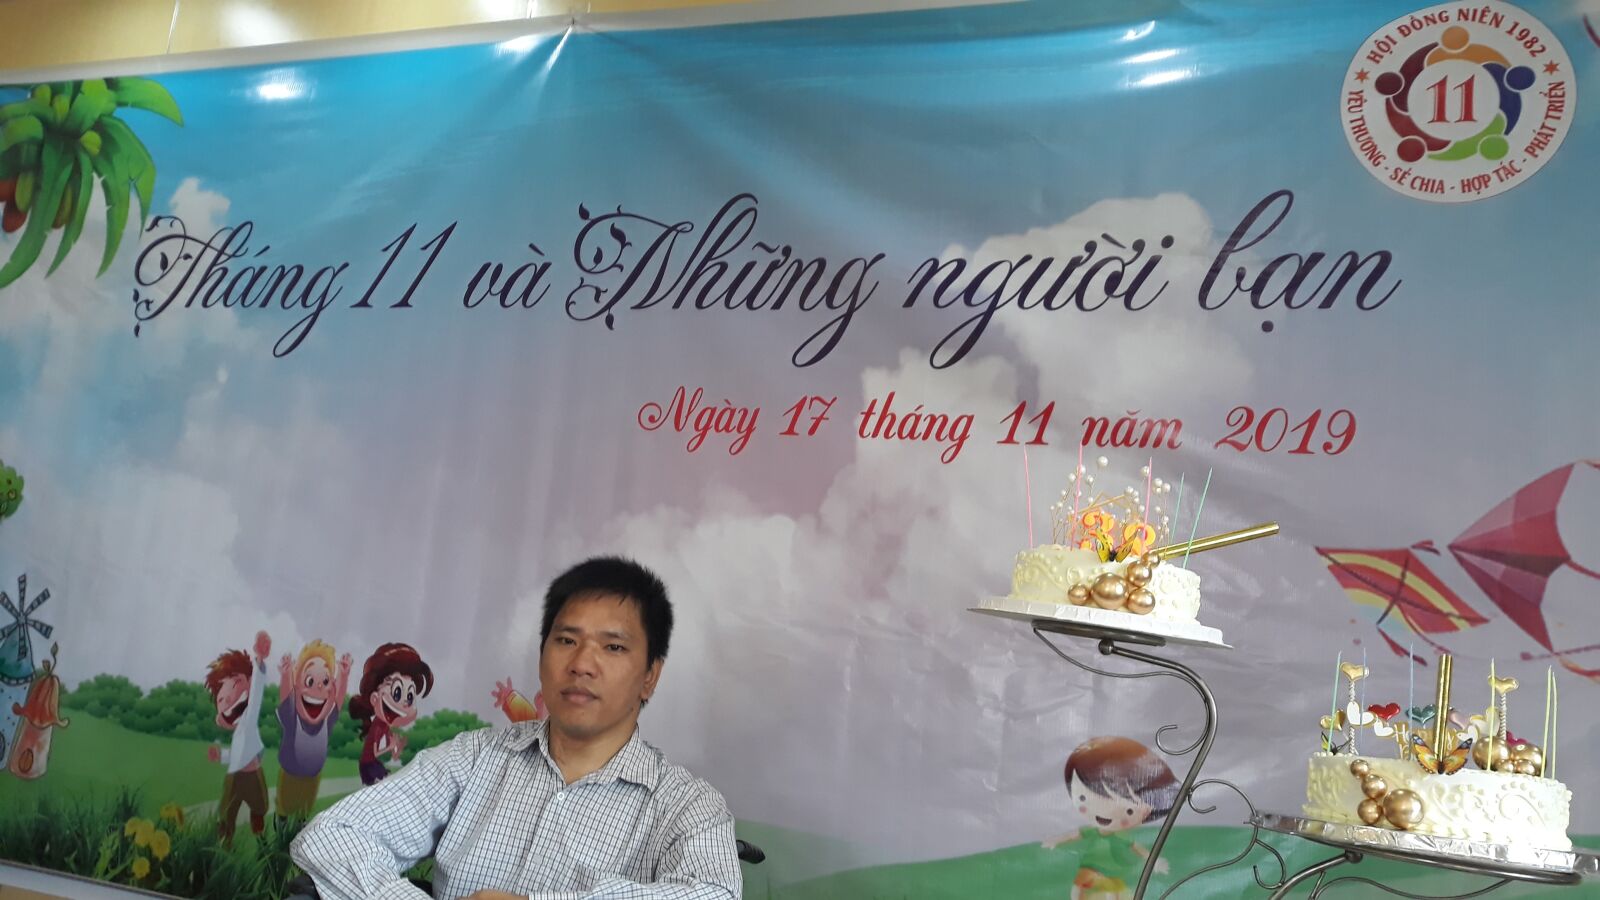 HỘI ĐỒNG NIÊN 1982
11
YÊU THƯƠNG - SẺ CHIA - HỢP TÁC - PHÁT TRIỂN
Tháng 11 và Những người bạn
Ngày 17 tháng 11 năm 2019